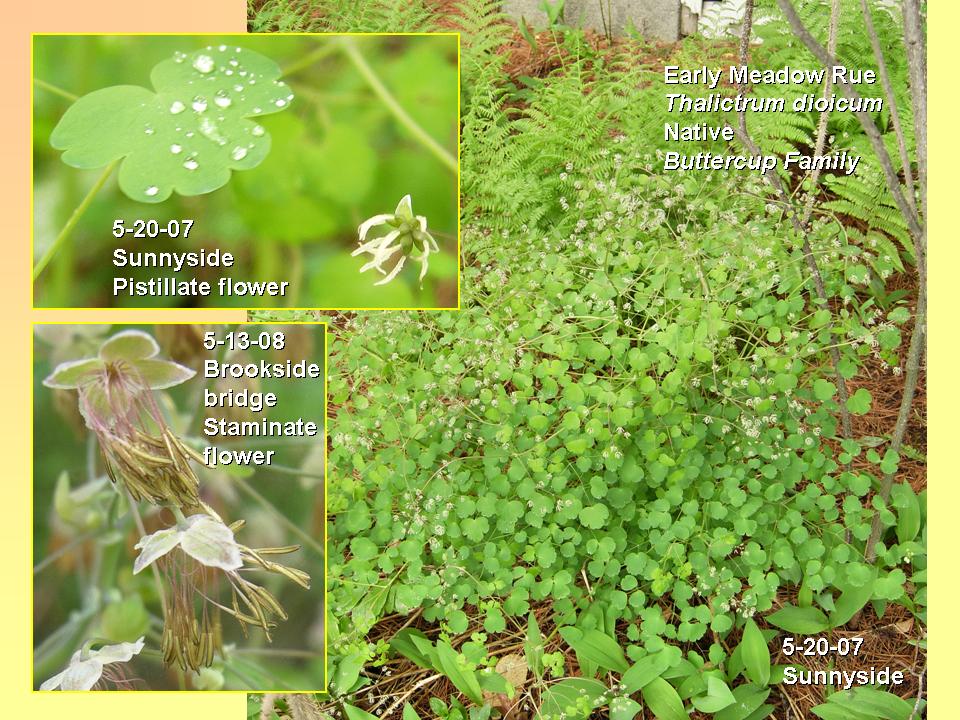 Early Meadow Rue
Thalictrum dioicum
Native
Buttercup Family
5-20-07
Sunnyside
Pistillate flower
5-13-08
Brookside
bridge
Staminate
flower
5-20-07
Sunnyside